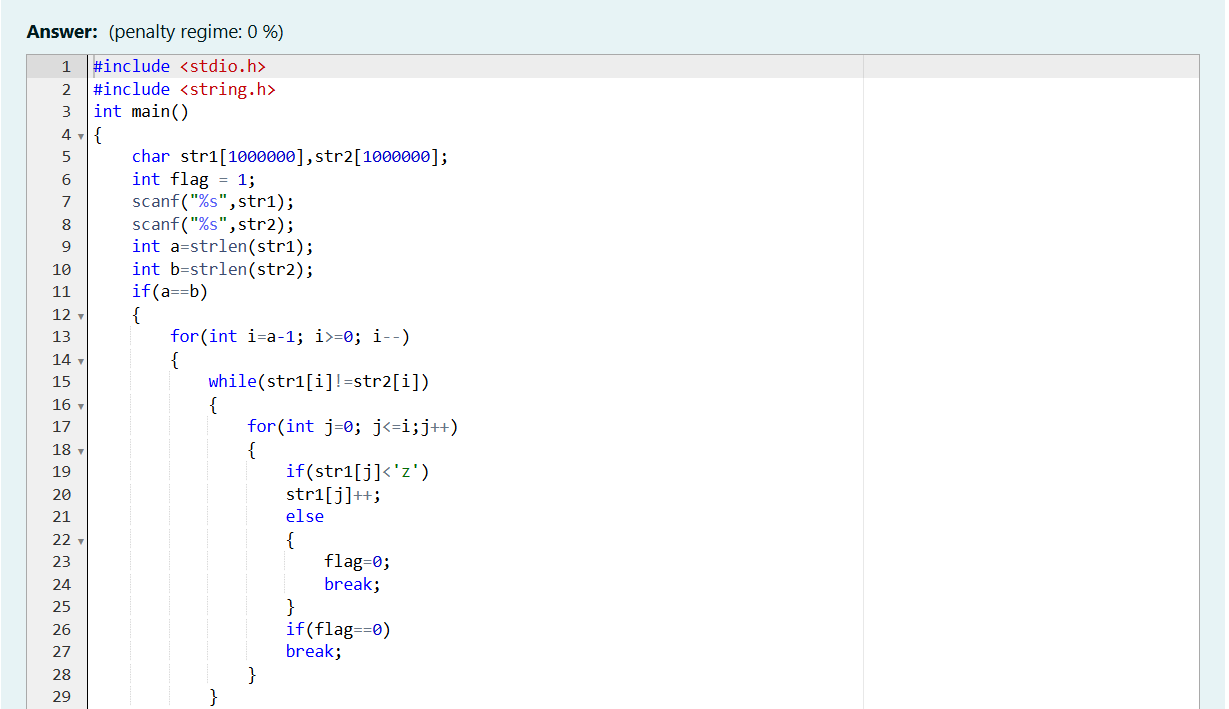 Answer: (penalty regime: 0 %)
1 #include <stdio.h>
2 #include <string.h>
3 int main()
4 {
5     char str1[1000000],str2[1000000];
6     int flag = 1;
7     scanf("%s",str1);
8     scanf("%s",str2);
9     int a=strlen(str1);
10     int b=strlen(str2);
11     if(a==b)
12     {
13         for(int i=a-1; i>=0; i--)
14         {
15             while(str1[i]!=str2[i])
16             {
17                 for(int j=0; j<=i;j++)
18                 {
19                     if(str1[j]<'z')
20                     str1[j]++;
21                     else
22                     {
23                         flag=0;
24                         break;
25                     }
26                     if(flag==0)
27                     break;
28                 }
29             }